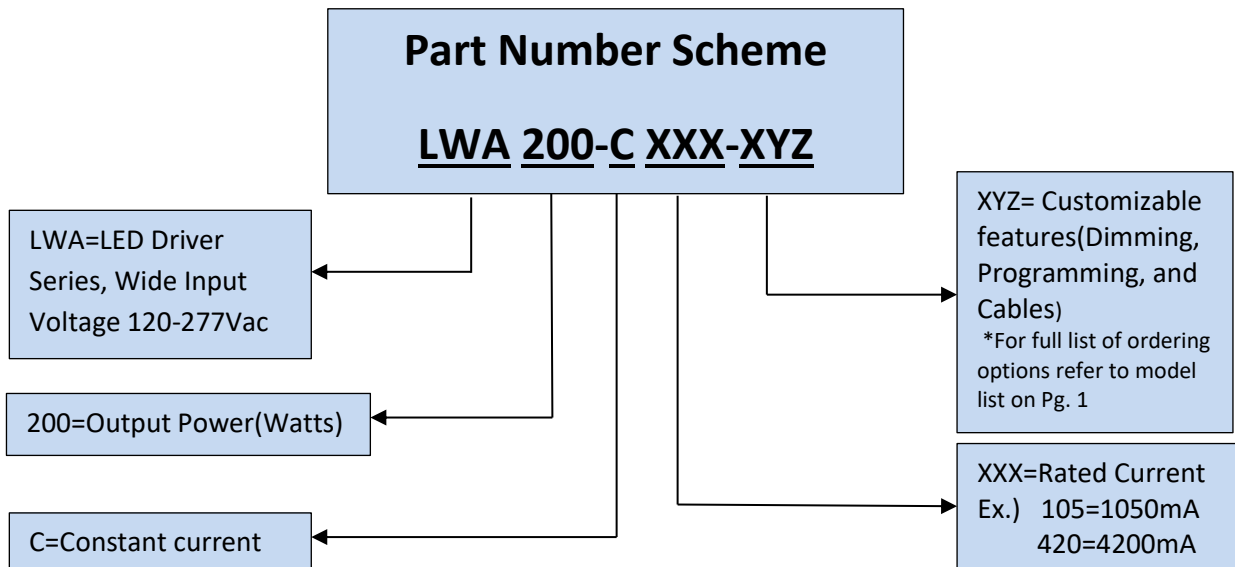 Part Number Scheme
LWA 200-C XXX-XYZ
LWA=LED Driver
Series, Wide Input
Voltage 120-277Vac
200=Output Power(Watts)
C=Constant current
XYZ= Customizable
features(Dimming,
Programming, and
Cables)
*For full list of ordering
options refer to model
list on Pg. 1
XXX=Rated Current
Ex.) 105=1050mA
420=4200mA